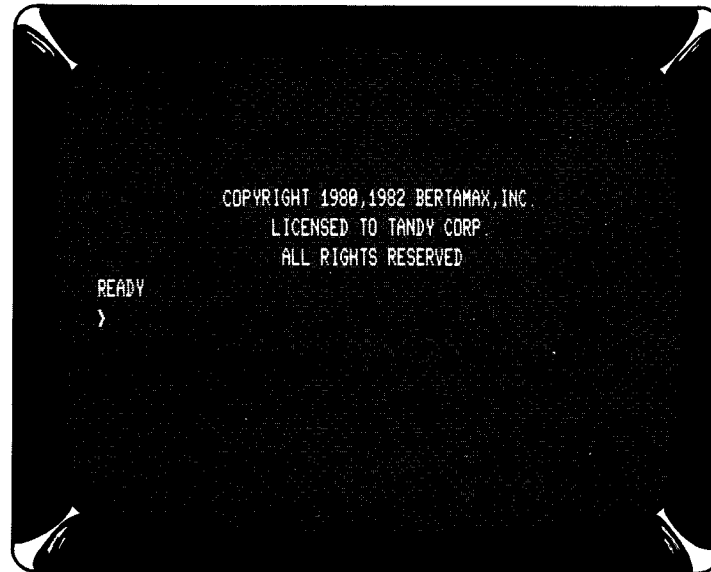 COPYRIGHT 1980,1982 BERTAMAX,INC.
LICENSED TO TANDY CORP.
ALL RIGHTS RESERVED
READY
>